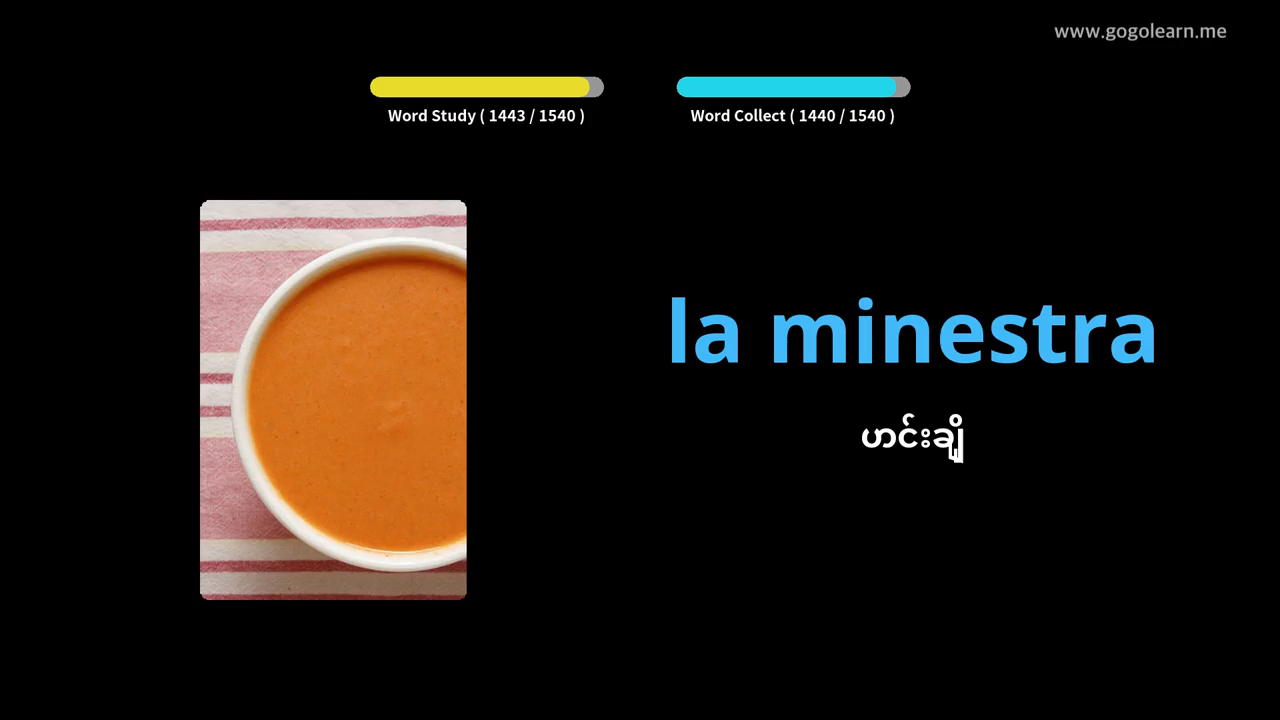 www.gogolearn.me
Word Study ( 1443 / 1540 )
Word Collect ( 1440 / 1540 )
la minestra
ဟင်းချို